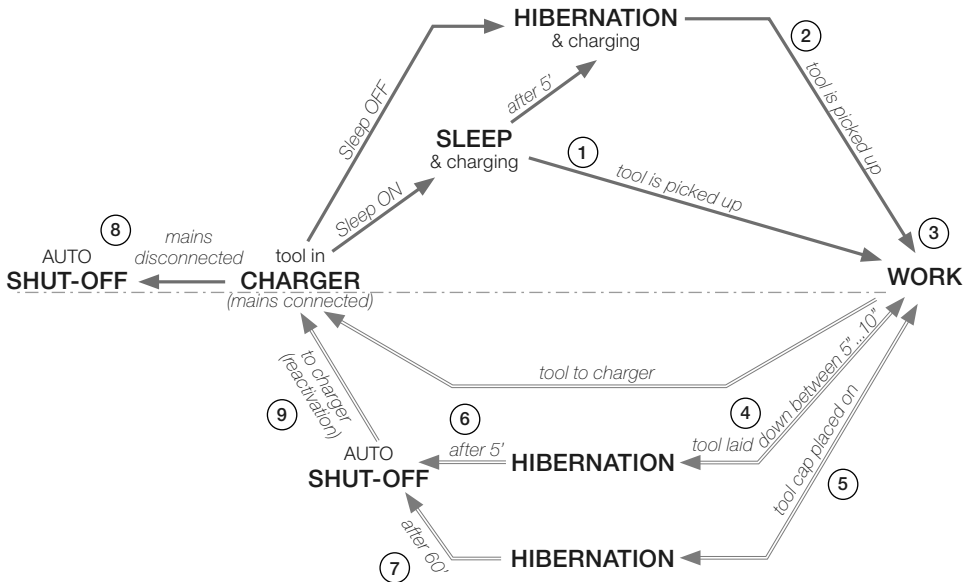 HIBERNATION
& charging
2
tool is picked up
Sleep OFF
after 5'
SLEEP
& charging
1
tool is picked up
Sleep ON
8
AUTO
SHUT-OFF
mains
disconnected
tool in
CHARGER
(mains connected)
3
WORK
tool to charger
to charger
(reactivation)
9
4
tool laid down between 5"...10"
6
after 5'
HIBERNATION
AUTO
SHUT-OFF
tool cap placed on
5
7
after 60'
HIBERNATION